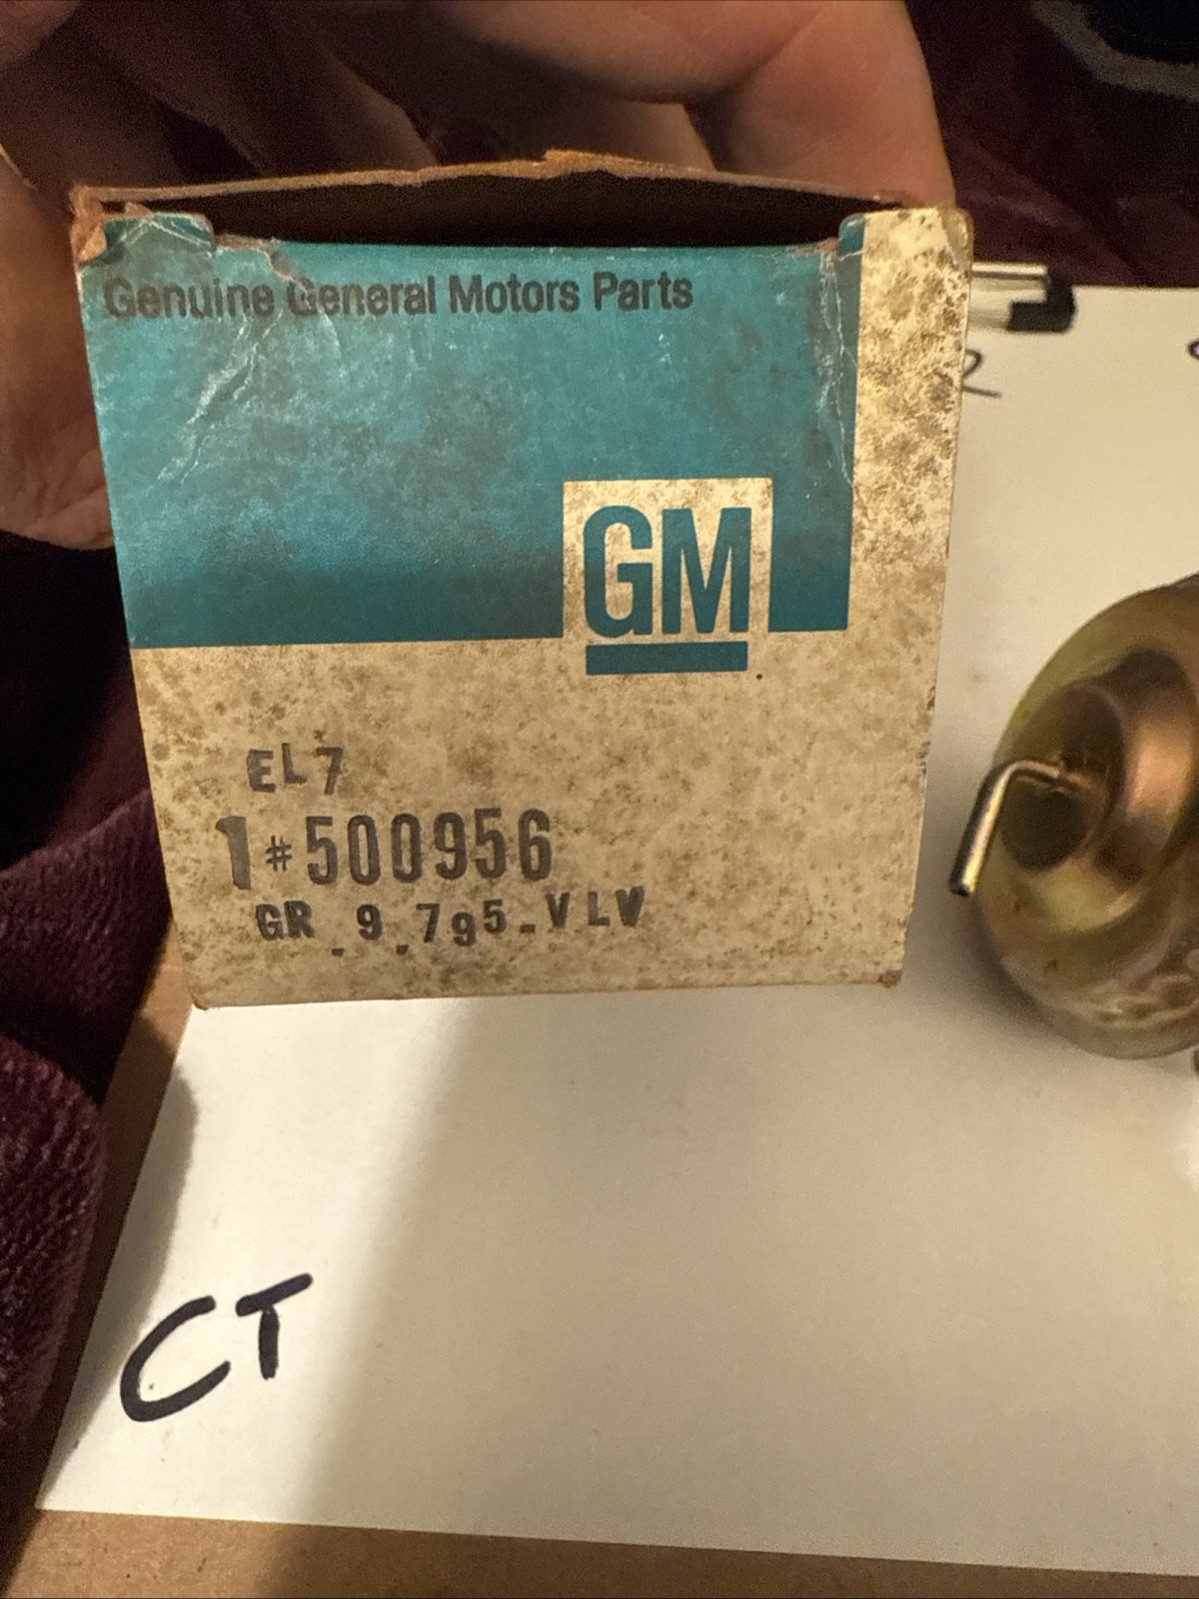 Genuine General Motors Parts
GM
EL7
1 #500956
GR . 9.795-VLV
CT